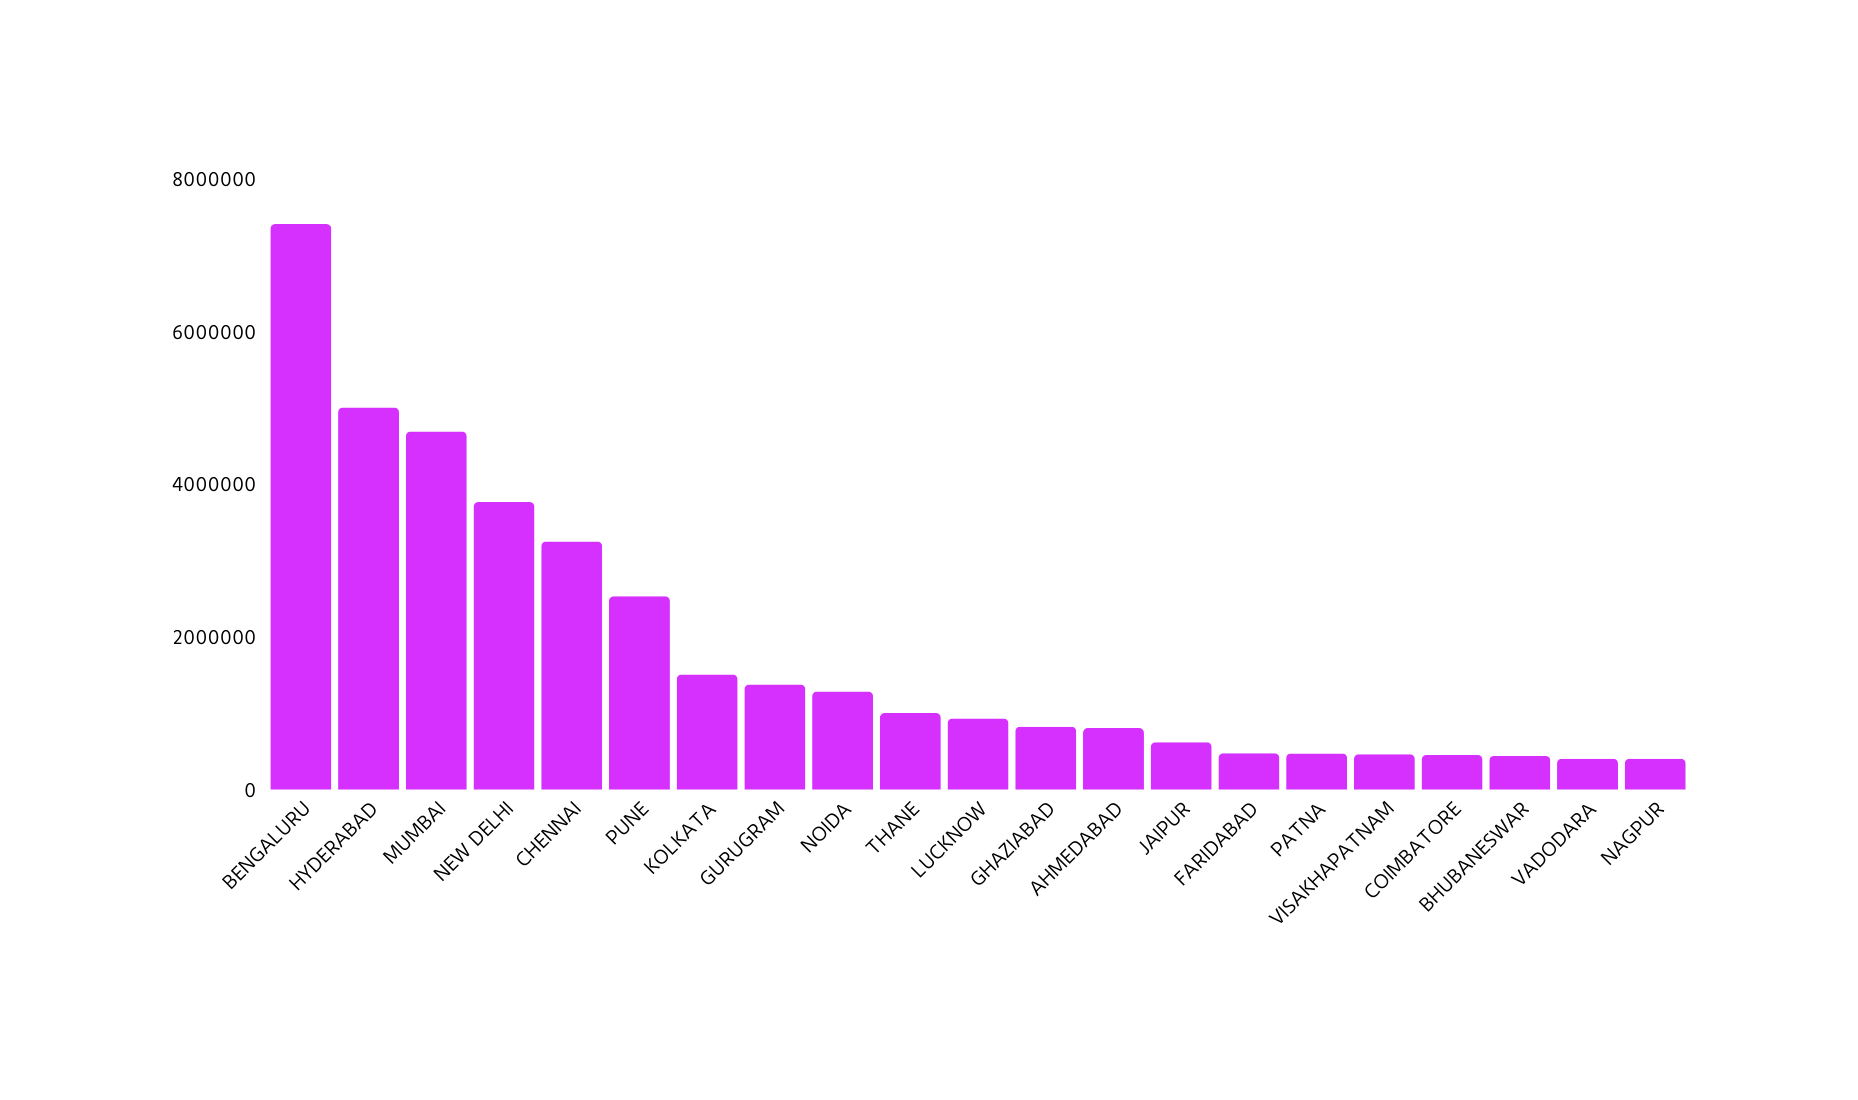 8000000
6000000
4000000
2000000
0
BENGALURU
HYDERABAD
MUMBAI
NEW DELHI
CHENNAI
PUNE
KOLKATA
GURUGRAM
NOIDA
THANE
LUCKNOW
GHAZIABAD
AHMEDABAD
JAIPUR
FARIDABAD
PATNA
VISAKHAPATNAM
COIMBATORE
BHUBANESWAR
VADODARA
NAGPUR